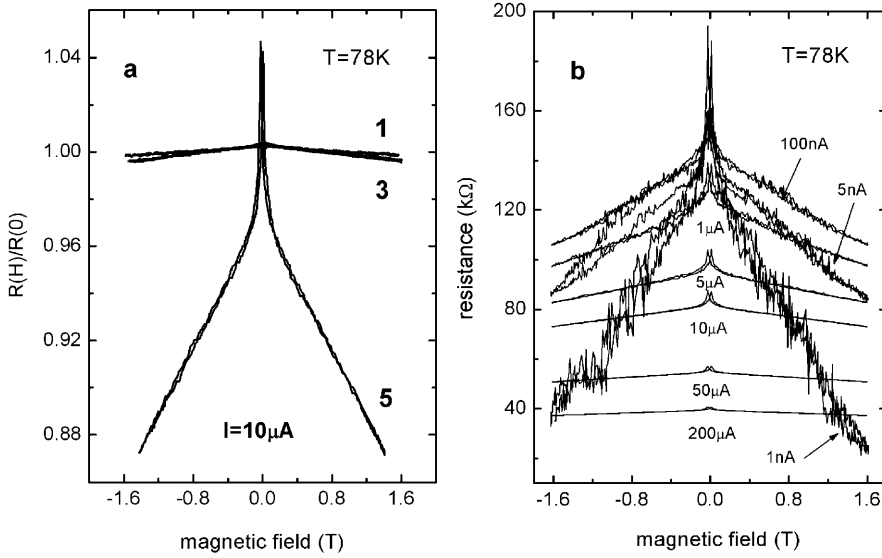 a
T=78K
1
3
5
I=10μA
R(H)/R(0)
1.04
1.00
0.96
0.92
0.88
-1.6 -0.8 0.0 0.8 1.6
magnetic field (T)
b
T=78K
100nA
5nA
1μA
5μA
10μA
50μA
200μA
1nA
resistance (kΩ)
200
160
120
80
40
-1.6 -0.8 0.0 0.8 1.6
magnetic field (T)